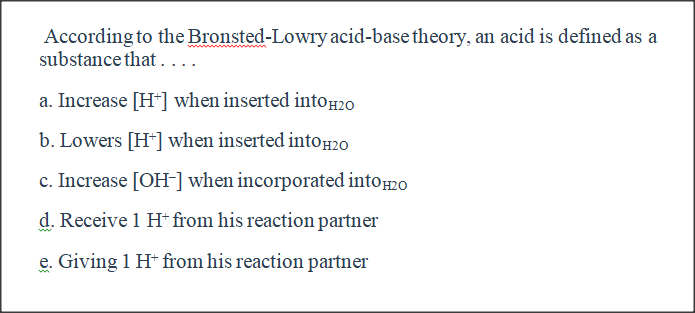 According to the Bronsted-Lowry acid-base theory, an acid is defined as a
substance that . . . .
a. Increase [H⁺] when inserted into H2O
b. Lowers [H⁺] when inserted into H2O
c. Increase [OH-] when incorporated into H2O
d. Receive 1 H⁺ from his reaction partner
e. Giving 1 H⁺ from his reaction partner